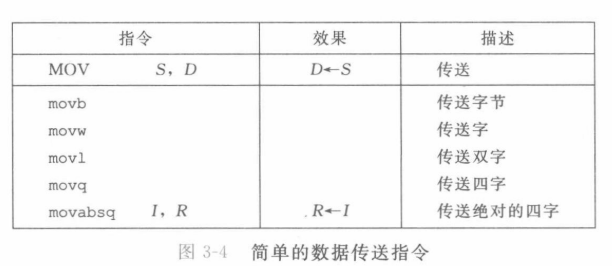 指令 效果 描述
MOV S, D D←S 传送
movb 传送字节
movw 传送字
movl 传送双字
movq 传送四字
movabsq I, R R←I 传送绝对的四字
图 3-4 简单的数据传送指令